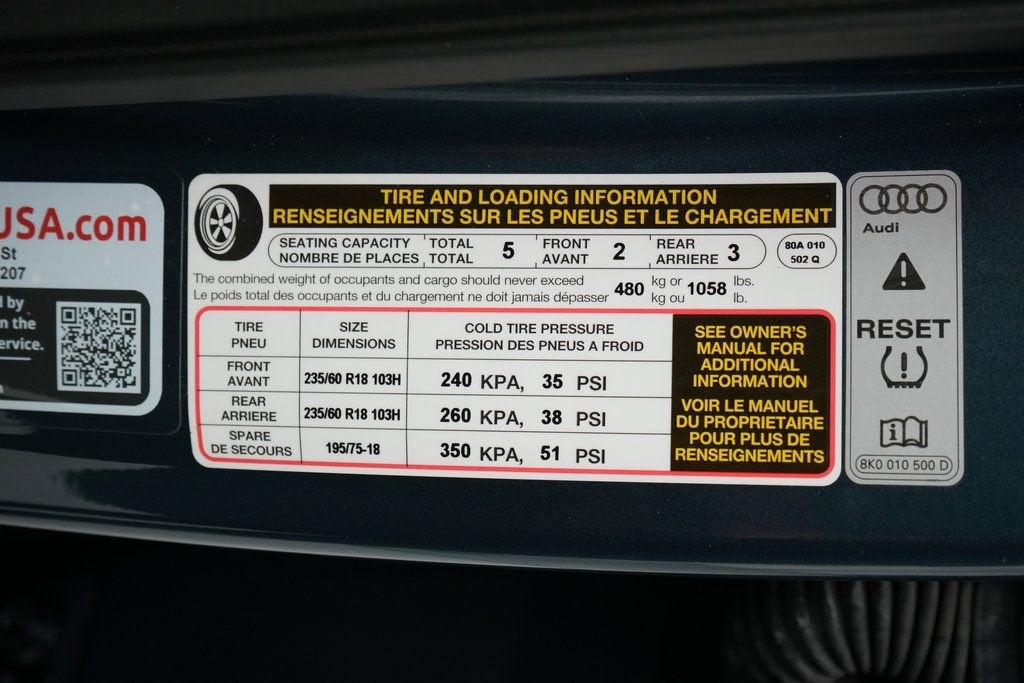 USA.com
St
207
d by
n the
ervice.
TIRE AND LOADING INFORMATION
RENSEIGNEMENTS SUR LES PNEUS ET LE CHARGEMENT
SEATING CAPACITY TOTAL 5 FRONT 2 REAR 3
NOMBRE DE PLACES TOTAL AVANT ARRIERE
80A 010
502 Q
The combined weight of occupants and cargo should never exceed 480 kg or 1058 lbs.
Le poids total des occupants et du chargement ne doit jamais dépasser kg ou lb.
TIRE SIZE COLD TIRE PRESSURE
PNEU DIMENSIONS PRESSION DES PNEUS A FROID
FRONT
AVANT 235/60 R18 103H 240 KPA, 35 PSI
REAR
ARRIERE 235/60 R18 103H 260 KPA, 38 PSI
SPARE
DE SECOURS 195/75-18 350 KPA, 51 PSI
SEE OWNER'S
MANUAL FOR
ADDITIONAL
INFORMATION
VOIR LE MANUEL
DU PROPRIETAIRE
POUR PLUS DE
RENSEIGNEMENTS
Audi
RESET
8K0 010 500 D